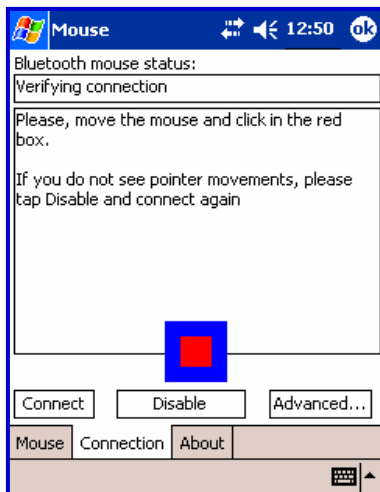 Mouse 12:50 ok
Bluetooth mouse status:
Verifying connection
Please, move the mouse and click in the red
box.
If you do not see pointer movements, please
tap Disable and connect again
Connect Disable Advanced...
Mouse Connection About